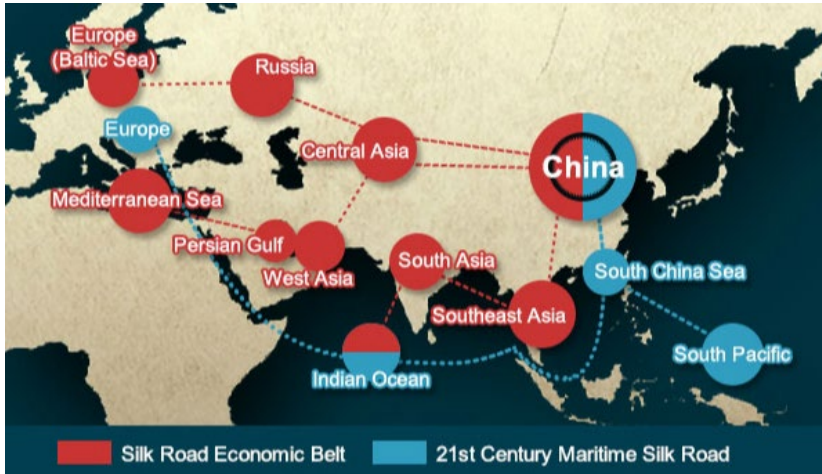 Europe
(Baltic Sea)
Russia
Europe
Central Asia
China
Mediterranean Sea
Persian Gulf
West Asia
South Asia
South China Sea
Southeast Asia
South Pacific
Indian Ocean
Silk Road Economic Belt
21st Century Maritime Silk Road